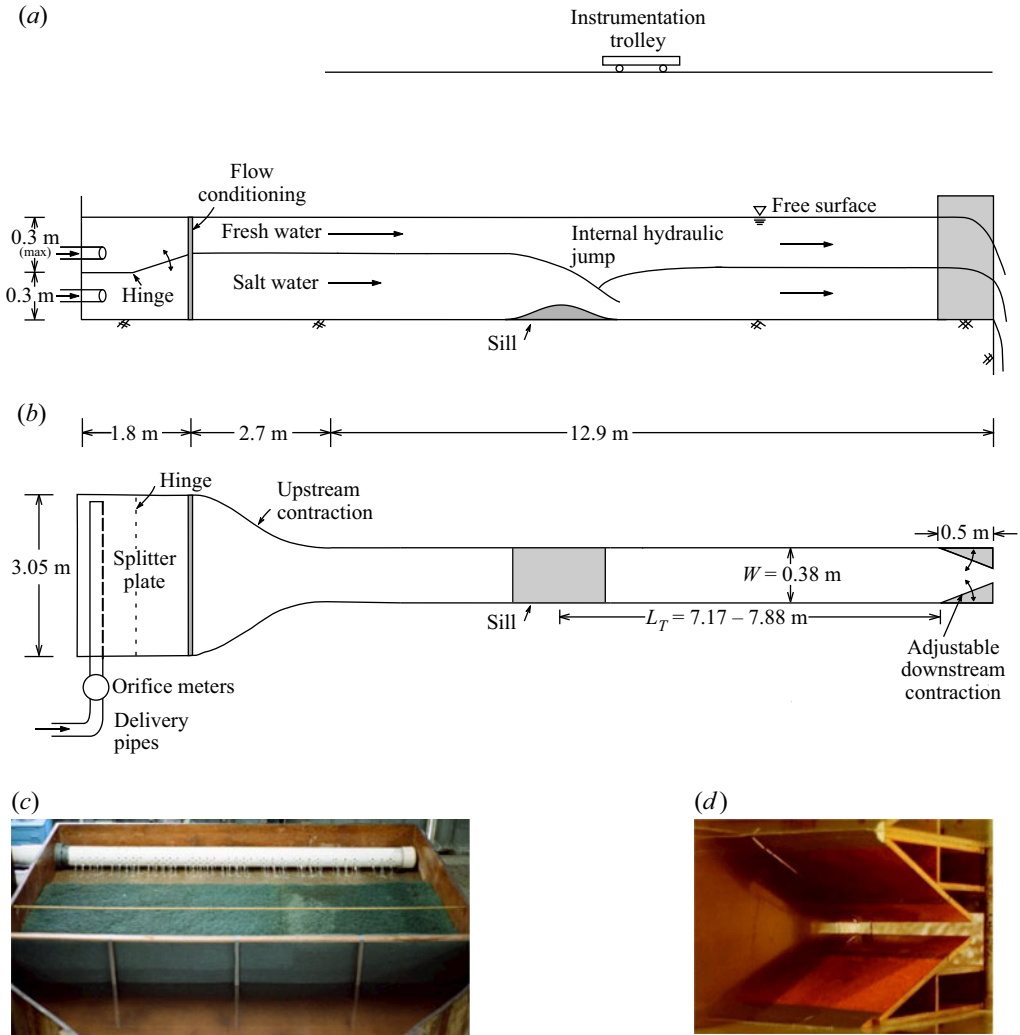 (a)
Instrumentation
trolley
Flow
conditioning
Free surface
0.3 m
(max)
Fresh water
Internal hydraulic
jump
Hinge
0.3 m
Salt water
Sill
(b)
1.8 m
2.7 m
12.9 m
Hinge
Upstream
contraction
0.5 m
3.05 m
Splitter
plate
W = 0.38 m
Sill
L_T = 7.17 – 7.88 m
Adjustable
downstream
contraction
Orifice meters
Delivery
pipes
(c)
(d)